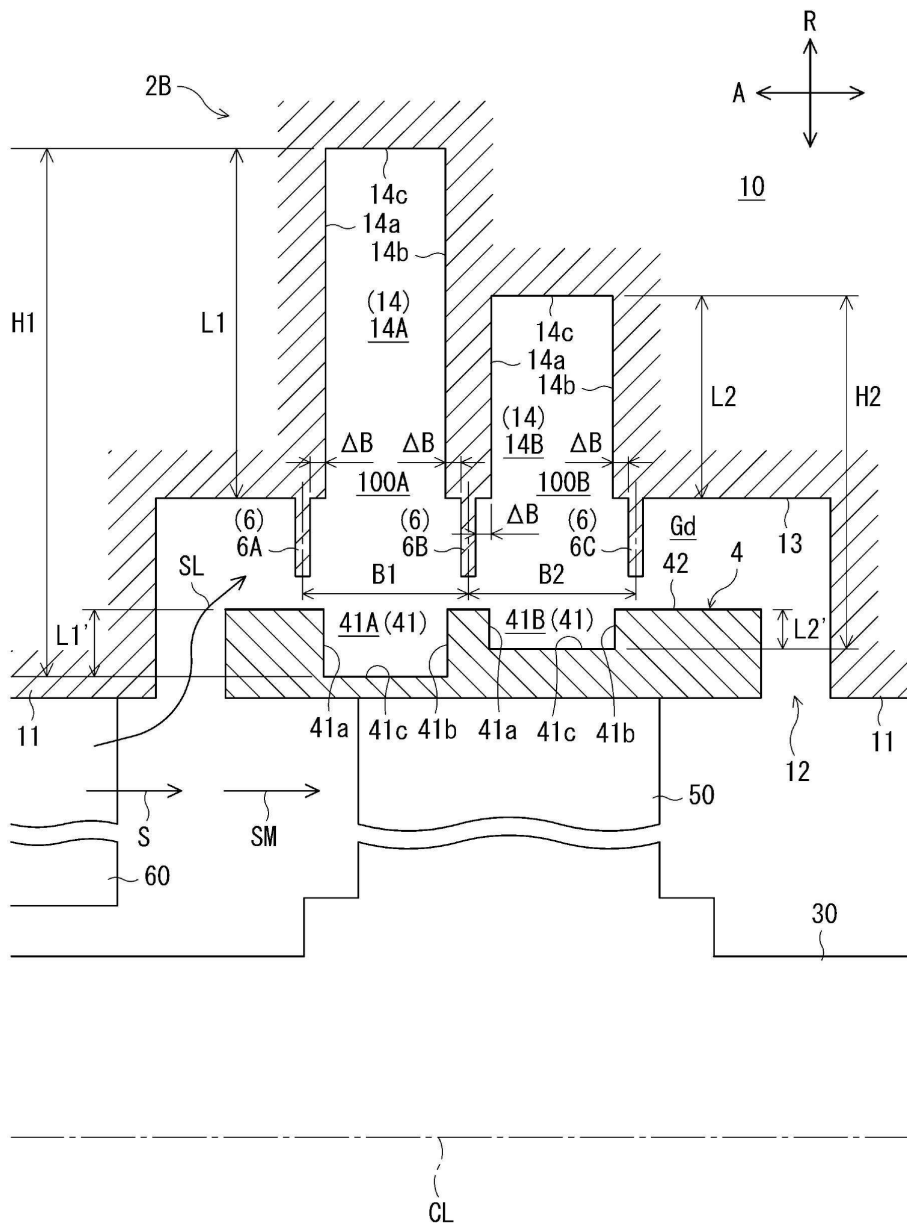 R
2B
A
14c
10
14a
14b
(14)
14A
H1
L1
14c
14a
14b
L2
H2
(14)
14B
ΔB
ΔB
ΔB
100A
100B
(6)
6A
(6)
6B
ΔB
(6)
6C
13
Gd
SL
B1
B2
42
4
L1'
41A(41)
41B(41)
L2'
11
41a
41c
41b
41a
41c
41b
12
11
50
S
SM
60
30
CL